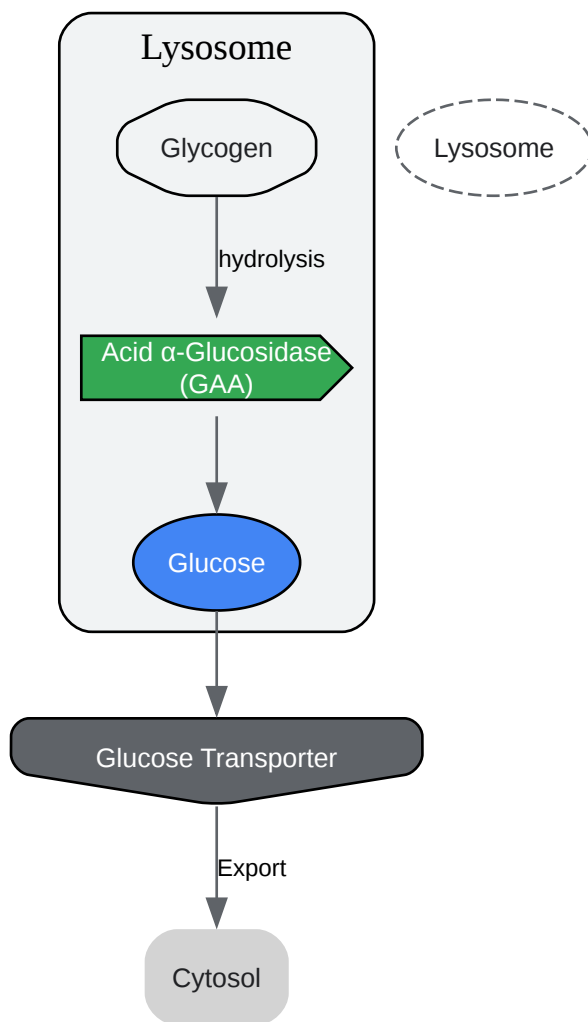 Lysosome
Glycogen
Lysosome
hydrolysis
Acid α-Glucosidase
(GAA)
Glucose
Glucose Transporter
Export
Cytosol